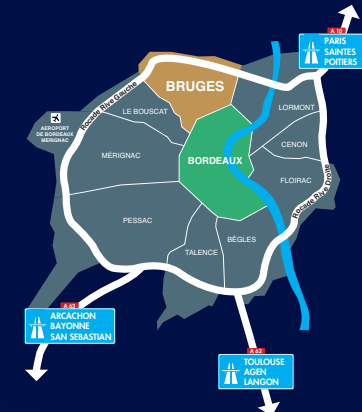 A 10
PARIS
SAINTES
POITIERS
BRUGES
Rocade Rive Gauche
LE BOUSCAT
LORMONT
AEROPORT
DE BORDEAUX
MERIGNAC
CENON
MÉRIGNAC
BORDEAUX
FLOIRAC
Rocade Rive Droite
PESSAC
BÈGLES
TALENCE
A 63
ARCACHON
BAYONNE
SAN SEBASTIAN
A 62
TOULOUSE
AGEN
LANGON